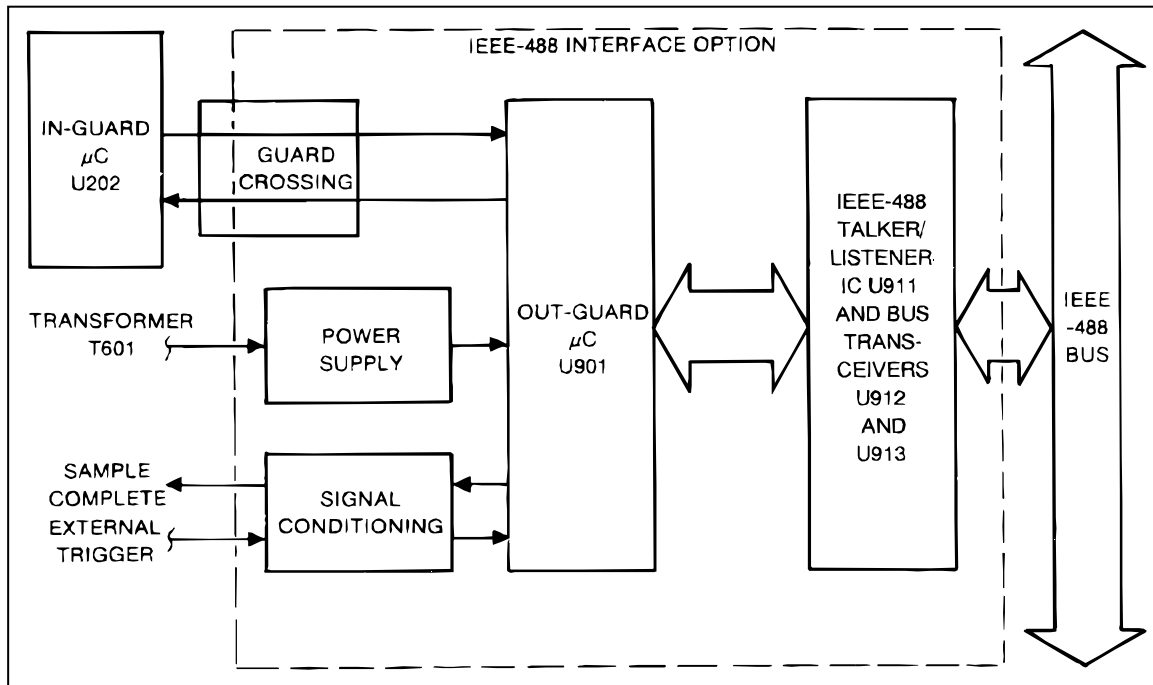 IEEE-488 INTERFACE OPTION
IN-GUARD
μC
U202
GUARD
CROSSING
TRANSFORMER
T601
POWER
SUPPLY
SAMPLE
COMPLETE
EXTERNAL
TRIGGER
SIGNAL
CONDITIONING
OUT-GUARD
μC
U901
IEEE-488
TALKER/
LISTENER
IC U911
AND BUS
TRANS-
CEIVERS
U912
AND
U913
IEEE
-488
BUS